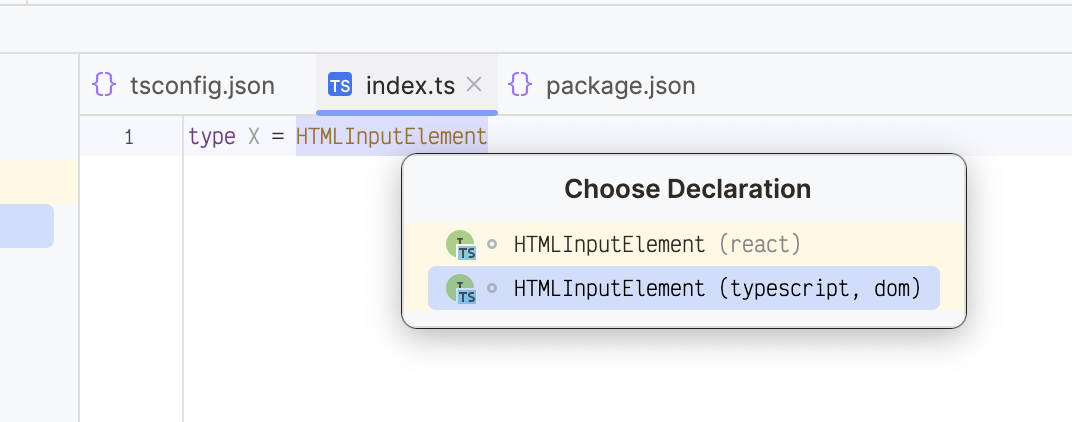 {} tsconfig.json TS index.ts × {} package.json
1 type X = HTMLInputElement
Choose Declaration
I TS HTMLInputElement (react)
I TS HTMLInputElement (typescript, dom)